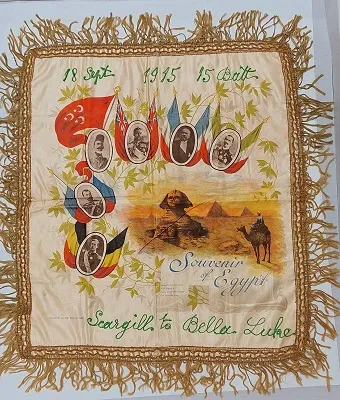 18 Sept 1915 15 Batt
Souvenir
of Egypt
Scargill to Bella Luke